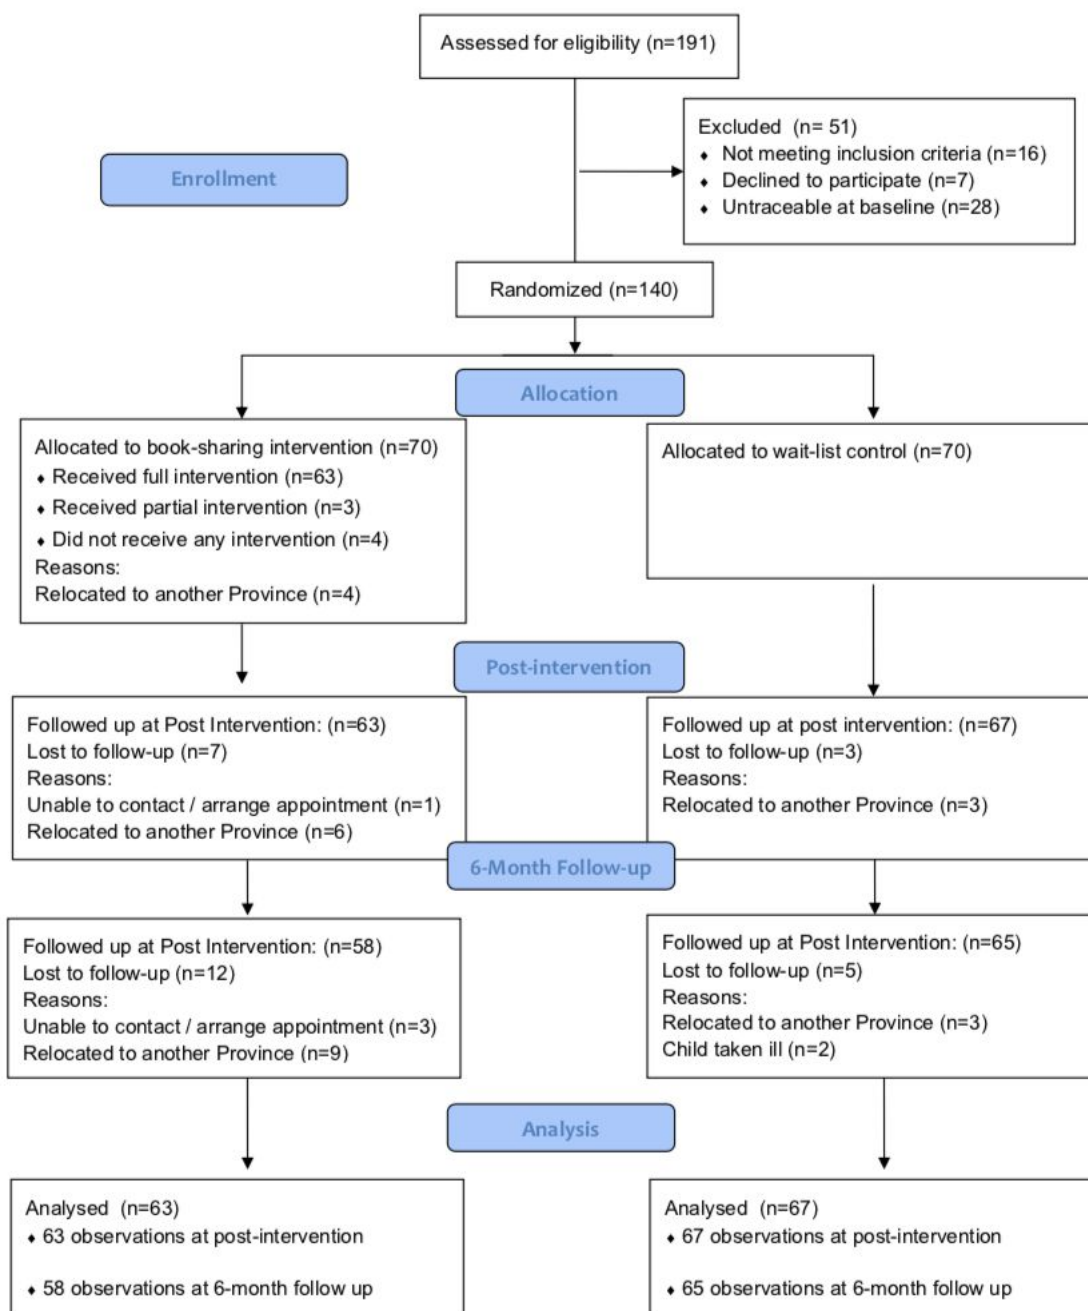 Assessed for eligibility (n=191)
Excluded (n= 51)
♦ Not meeting inclusion criteria (n=16)
♦ Declined to participate (n=7)
♦ Untraceable at baseline (n=28)
Enrollment
Randomized (n=140)
Allocation
Allocated to book-sharing intervention (n=70)
♦ Received full intervention (n=63)
♦ Received partial intervention (n=3)
♦ Did not receive any intervention (n=4)
Reasons:
Relocated to another Province (n=4)
Allocated to wait-list control (n=70)
Post-intervention
Followed up at Post Intervention: (n=63)
Lost to follow-up (n=7)
Reasons:
Unable to contact / arrange appointment (n=1)
Relocated to another Province (n=6)
Followed up at post intervention: (n=67)
Lost to follow-up (n=3)
Reasons:
Relocated to another Province (n=3)
6-Month Follow-up
Followed up at Post Intervention: (n=58)
Lost to follow-up (n=12)
Reasons:
Unable to contact / arrange appointment (n=3)
Relocated to another Province (n=9)
Followed up at Post Intervention: (n=65)
Lost to follow-up (n=5)
Reasons:
Relocated to another Province (n=3)
Child taken ill (n=2)
Analysis
Analysed (n=63)
♦ 63 observations at post-intervention
♦ 58 observations at 6-month follow up
Analysed (n=67)
♦ 67 observations at post-intervention
♦ 65 observations at 6-month follow up